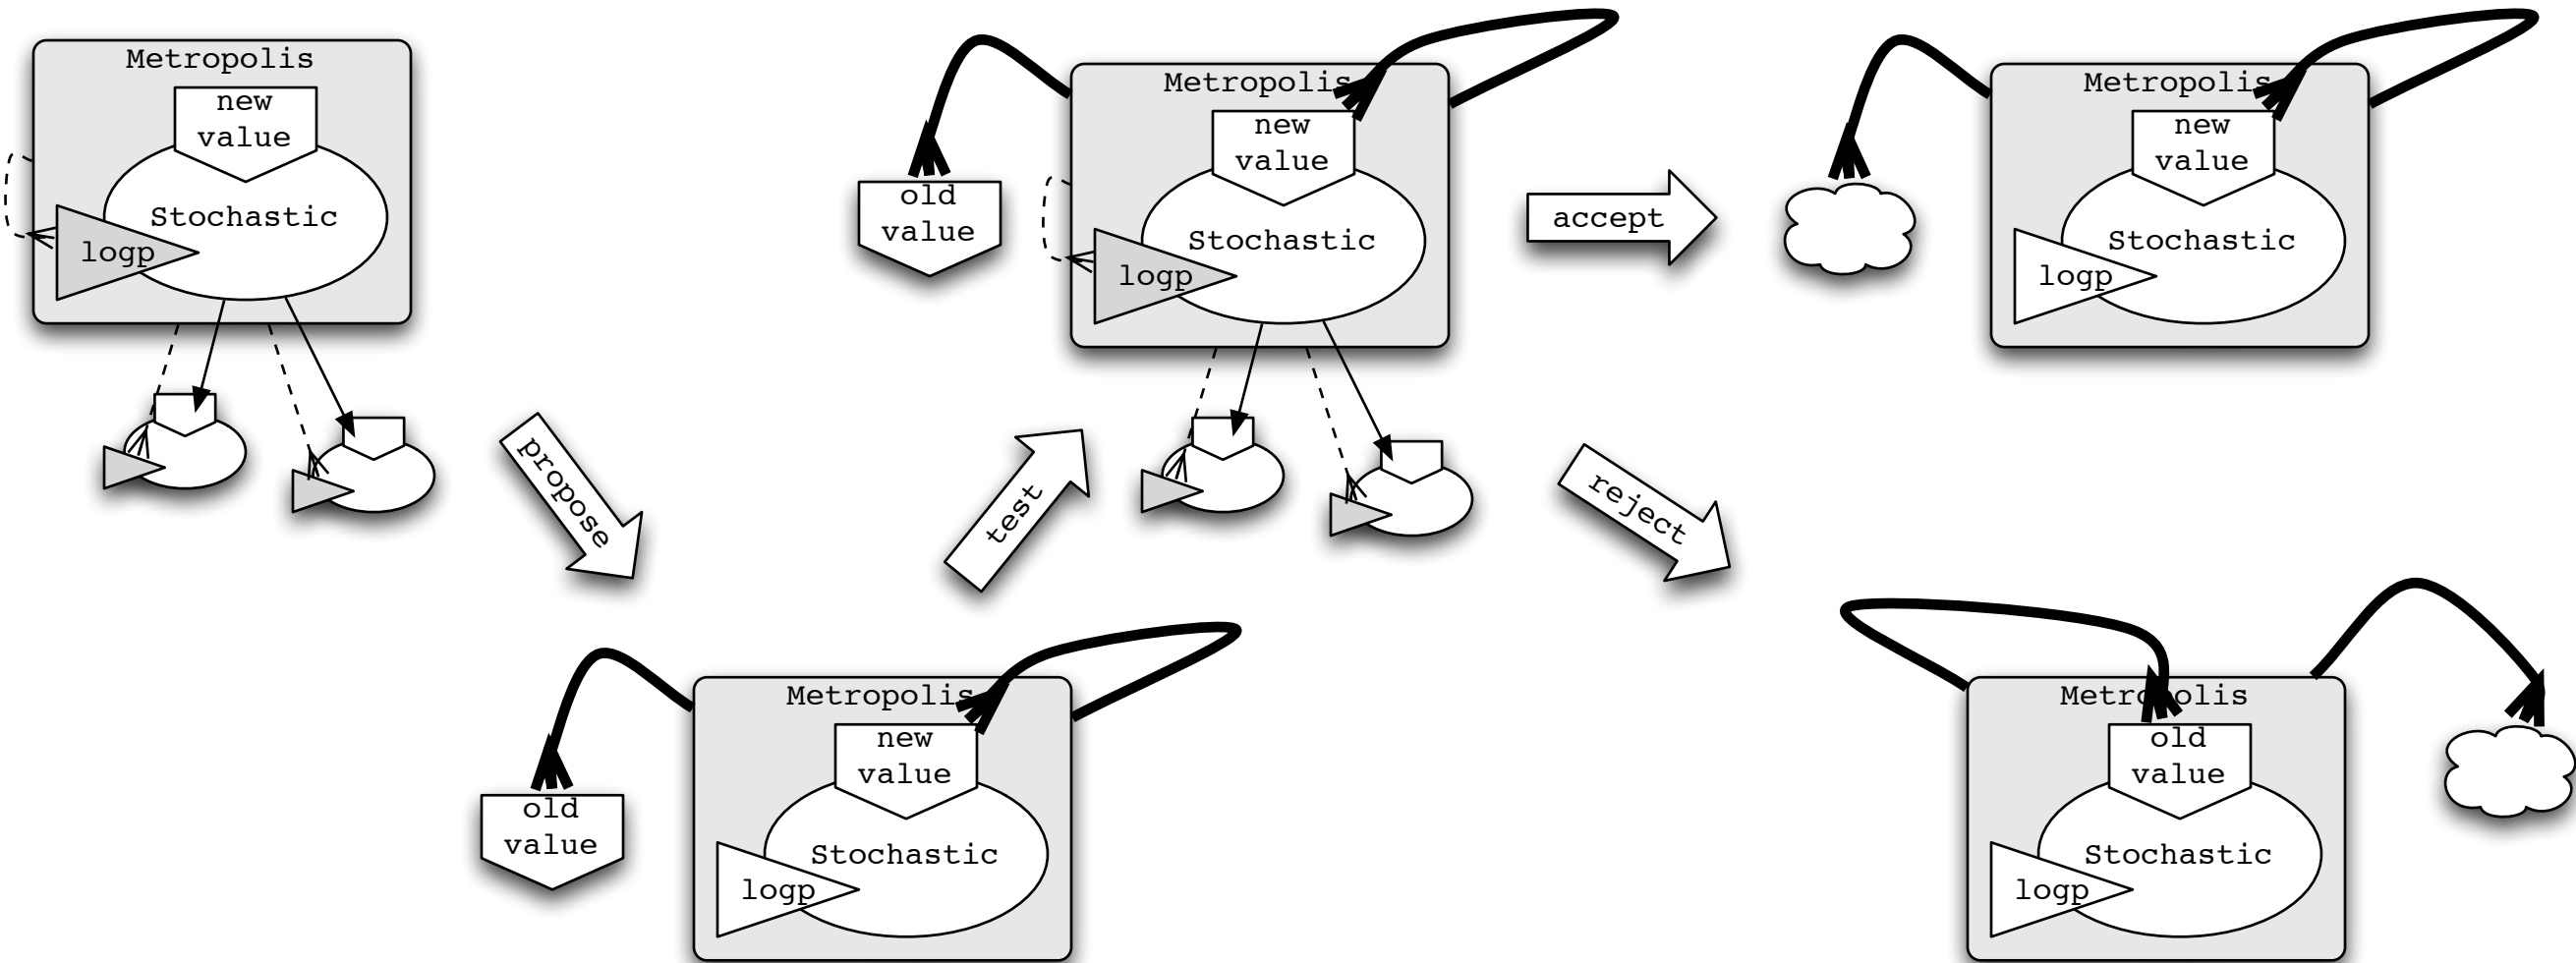 Metropolis
new
value
Stochastic
logp
propose
Metropolis
new
value
old
value
Stochastic
logp
test
Metropolis
new
value
old
value
Stochastic
logp
accept
Metropolis
new
value
Stochastic
logp
reject
Metropolis
old
value
Stochastic
logp